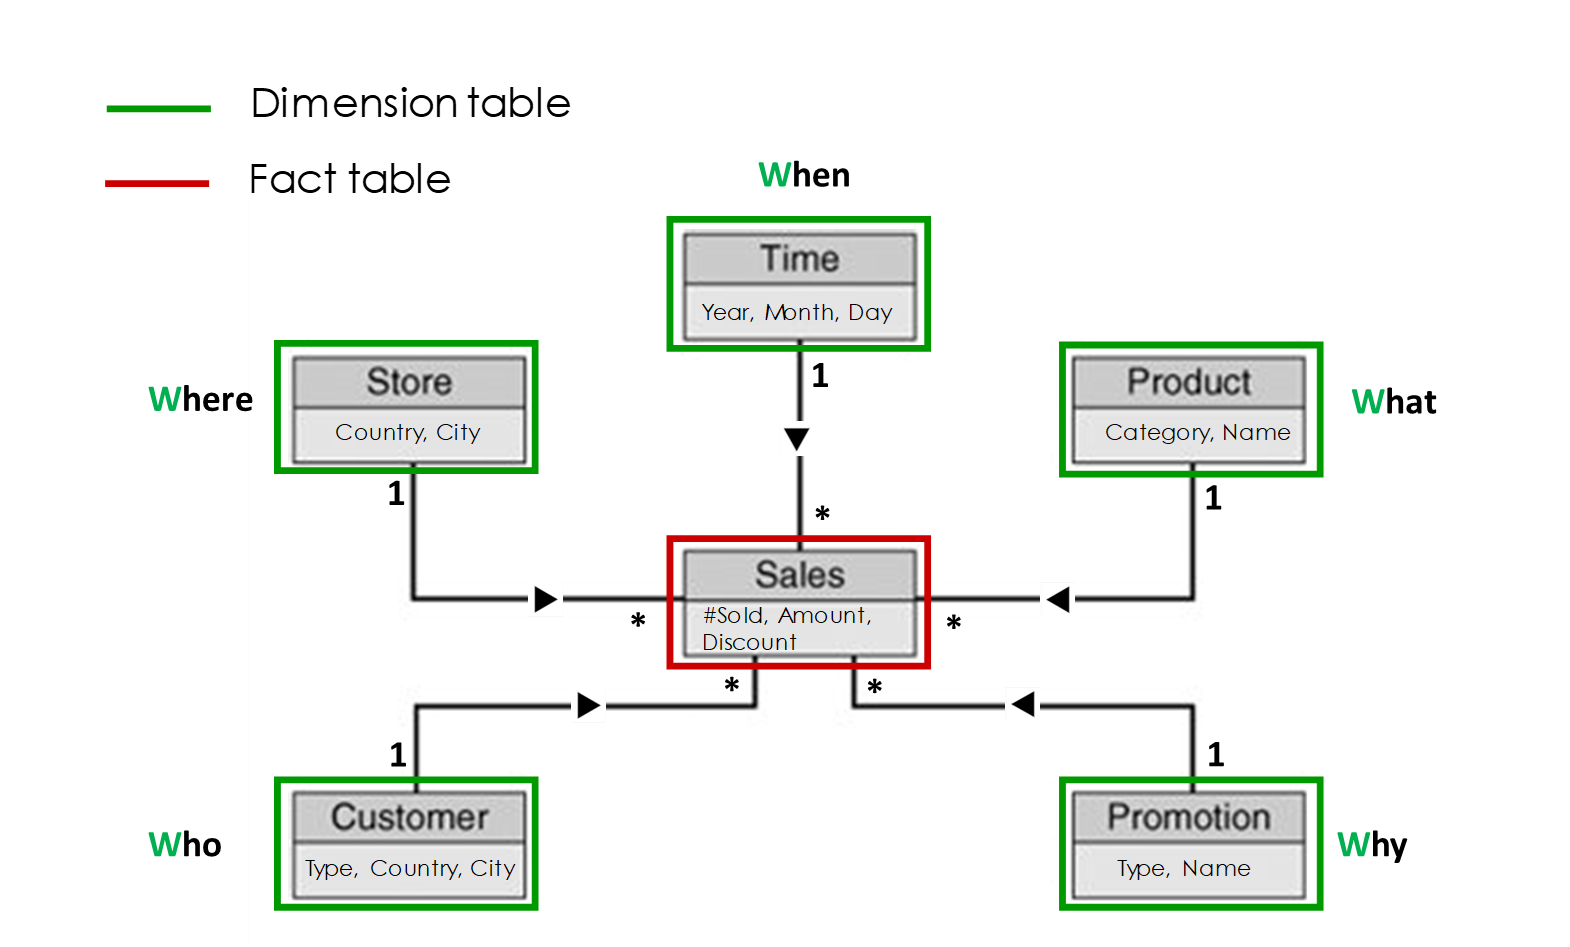 Dimension table
Fact table
When
Time
Year, Month, Day
1
*
Where
Store
Country, City
1
*
Product
Category, Name
What
1
*
Sales
#Sold, Amount,
Discount
*
*
1
Who
Customer
Type, Country, City
1
Promotion
Type, Name
Why